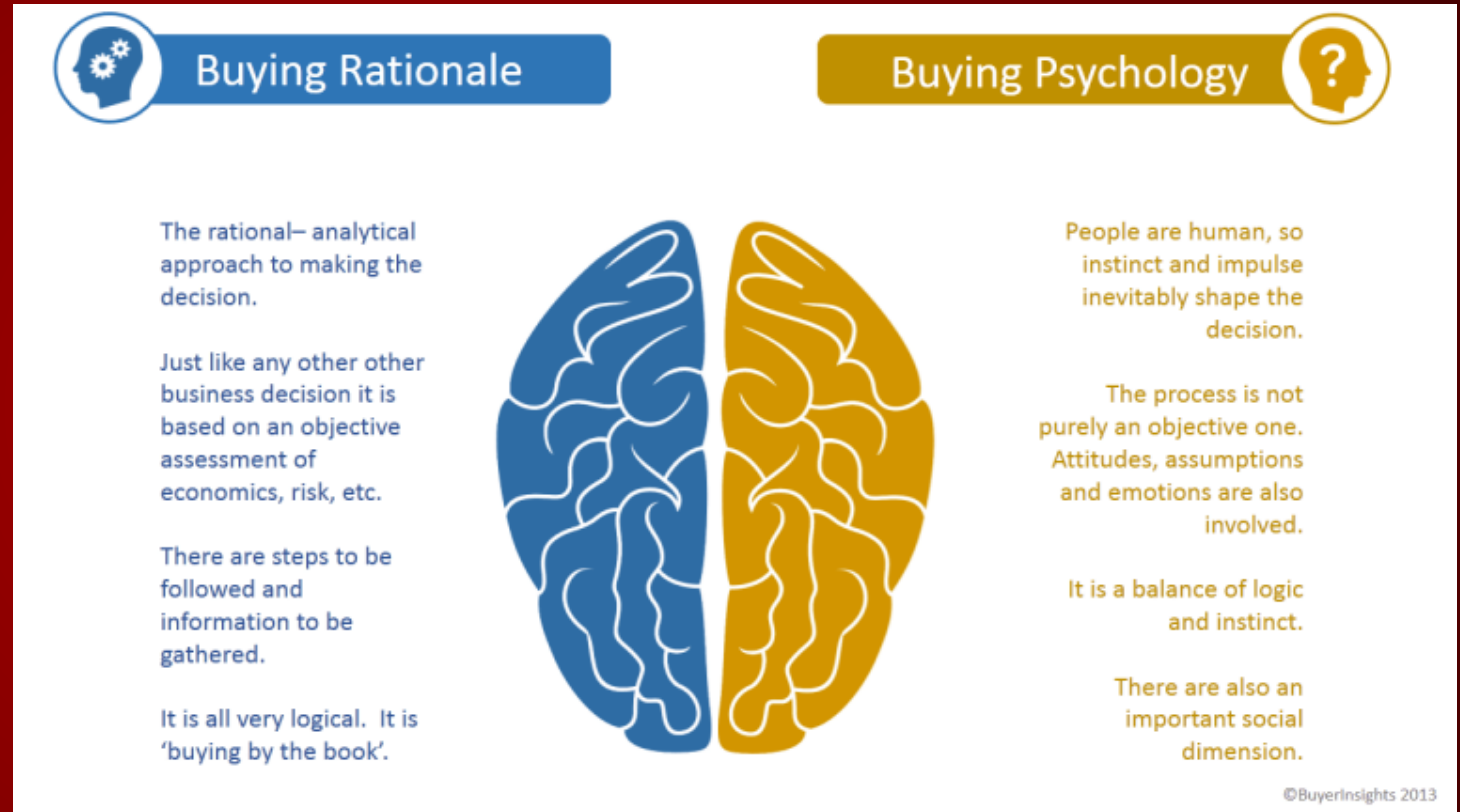 Buying Rationale
The rational– analytical
approach to making the
decision.
Just like any other other
business decision it is
based on an objective
assessment of
economics, risk, etc.
There are steps to be
followed and
information to be
gathered.
It is all very logical.  It is
‘buying by the book’.
Buying Psychology
?
People are human, so
instinct and impulse
inevitably shape the
decision.
The process is not
purely an objective one.
Attitudes, assumptions
and emotions are also
involved.
It is a balance of logic
and instinct.
There are also an
important social
dimension.
©BuyerInsights 2013